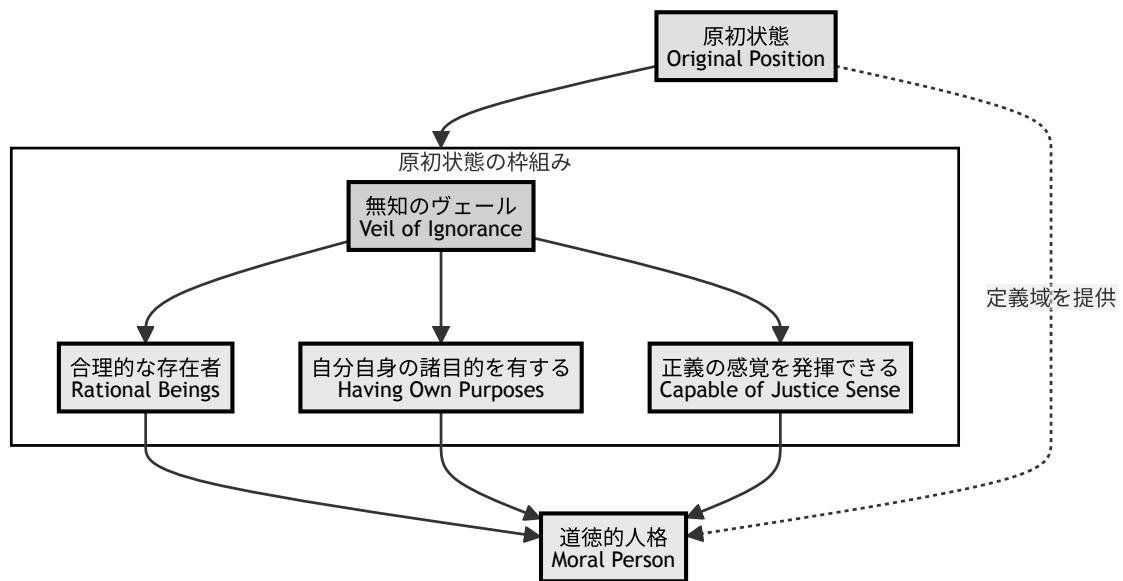 原初状態
Original Position
原初状態の枠組み
無知のヴェール
Veil of Ignorance
定義域を提供
合理的な存在者
Rational Beings
自分自身の諸目的を有する
Having Own Purposes
正義の感覚を発揮できる
Capable of Justice Sense
道徳的人格
Moral Person